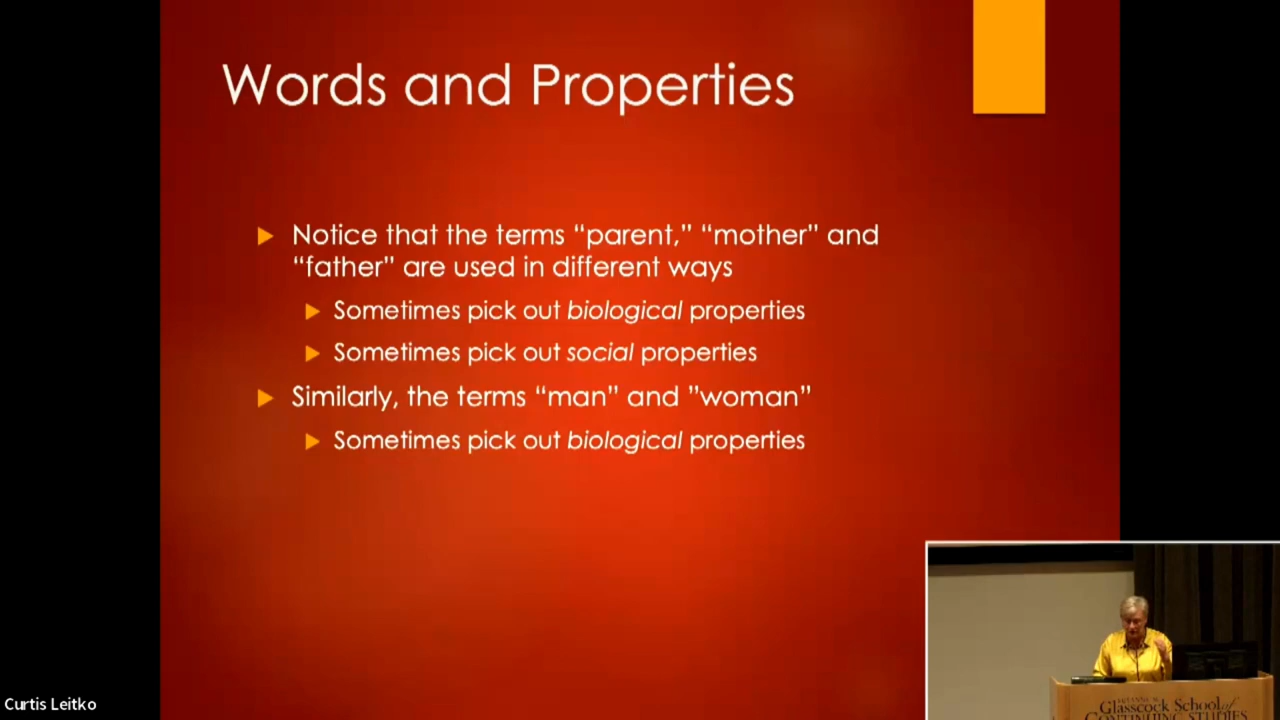 Words and Properties
Notice that the terms “parent,” “mother” and
“father” are used in different ways
Sometimes pick out biological properties
Sometimes pick out social properties
Similarly, the terms “man” and ”woman”
Sometimes pick out biological properties
Curtis Leitko
Glasscock School of
CONTINUING STUDIES